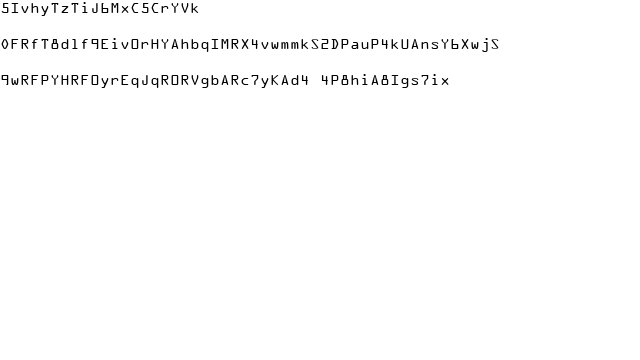 5IvhyTzTiJ6MxC5CrYVk
0FRfT8dlf9EivOrHYAhbqIMRX4vwmmkS2DPauP4kUAnsY6XwjS
9wRFPYHRFOyrEqJqRORVgbARc7yKAd4 4P8hiA8Igs7ix